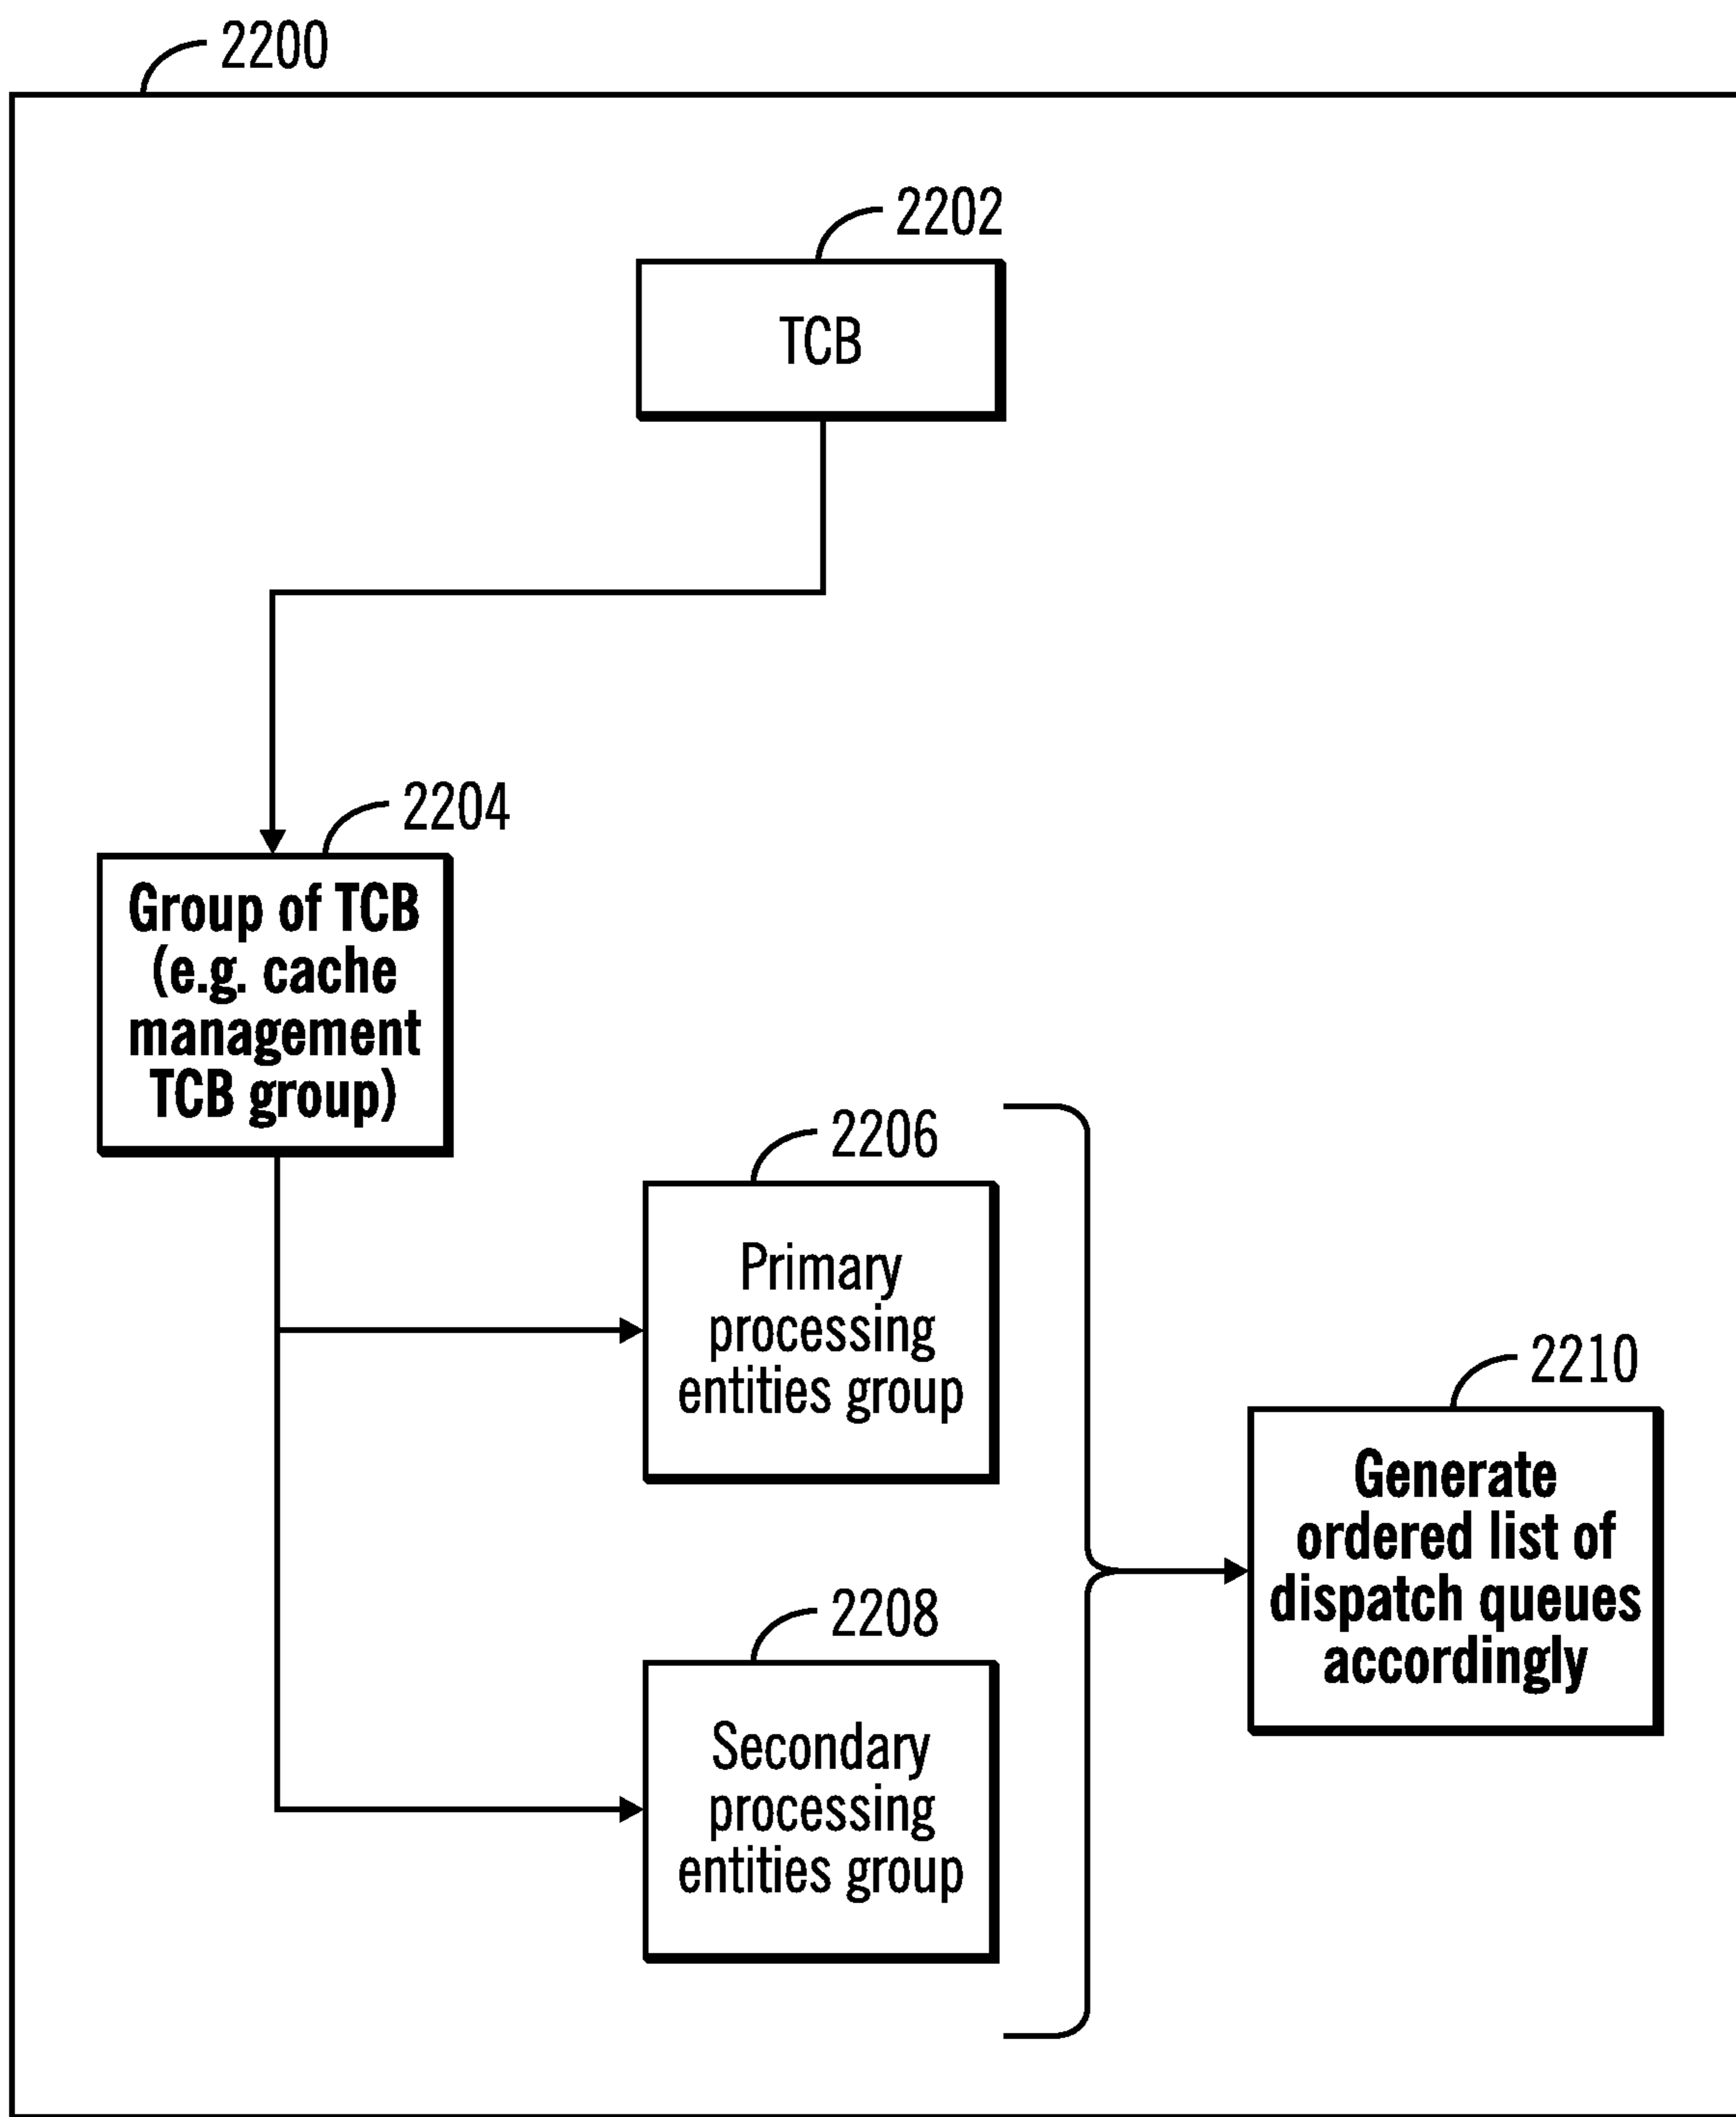 2200
2202
TCB
2204
Group of TCB
(e.g. cache
management
TCB group)
2206
Primary
processing
entities group
2210
Generate
ordered list of
dispatch queues
accordingly
2208
Secondary
processing
entities group